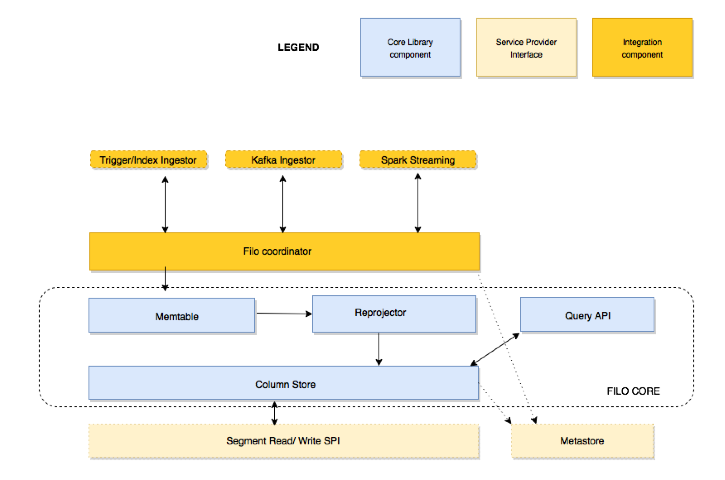 LEGEND
Core Library
component
Service Provider
Interface
Integration
component
Trigger/Index Ingestor
Kafka Ingestor
Spark Streaming
Filo coordinator
Memtable
Reprojector
Query API
Column Store
FILO CORE
Segment Read/ Write SPI
Metastore